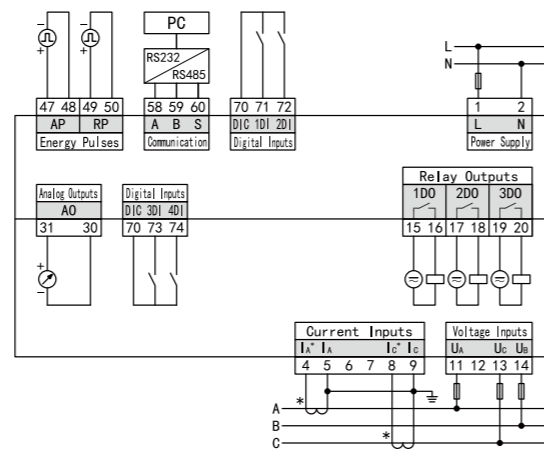 PC
RS232
RS485
L
N
47 48 49 50 58 59 60 70 71 72 1 2
AP RP A B S DIC 1DI 2DI L N
Energy Pulses Communication Digital Inputs Power Supply
Analog Outputs Digital Inputs Relay Outputs
AO DIC 3DI 4DI 1DO 2DO 3DO
31 30 70 73 74 15 16 17 18 19 20
+
-
Current Inputs Voltage Inputs
IA* IA IC* IC UA UC UB
4 5 6 7 8 9 11 12 13 14
A *
B
C *